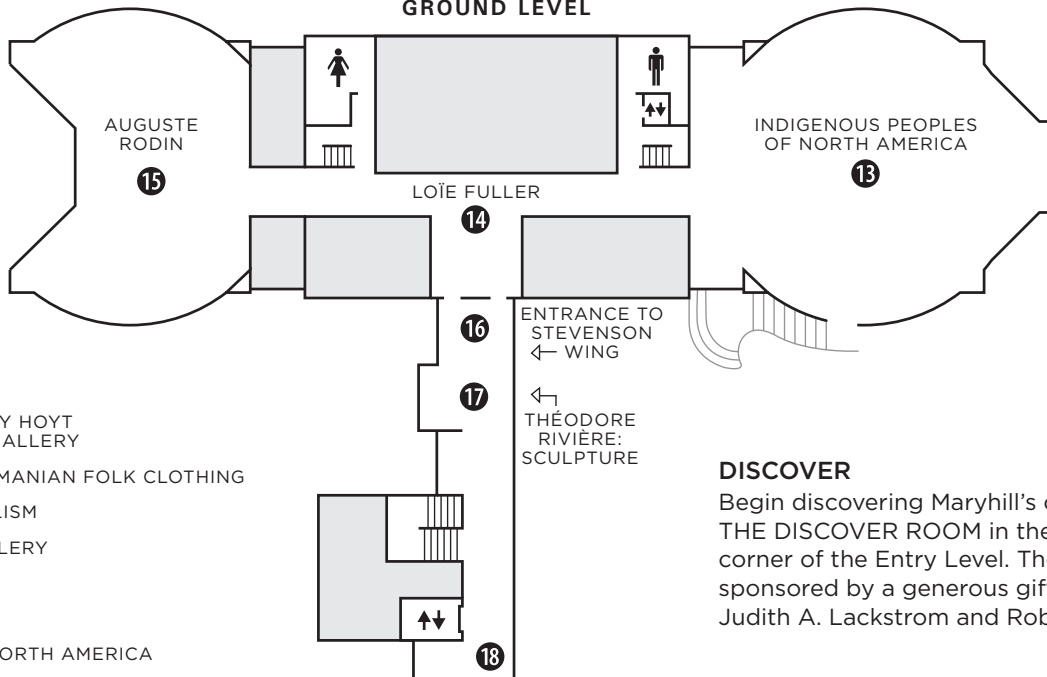 GROUND LEVEL
AUGUSTE
RODIN
15
INDIGENOUS PEOPLES
OF NORTH AMERICA
13
LOÏE FULLER
14
16
ENTRANCE TO
STEVENSON
WING
17
THÉODORE
RIVIÈRE:
SCULPTURE
18
Y HOYT
ALLERY
MANIAN FOLK CLOTHING
LISM
LERY
ORTH AMERICA
DISCOVER
Begin discovering Maryhill's
THE DISCOVER ROOM in the
corner of the Entry Level. The
sponsored by a generous gif
Judith A. Lackstrom and Rob